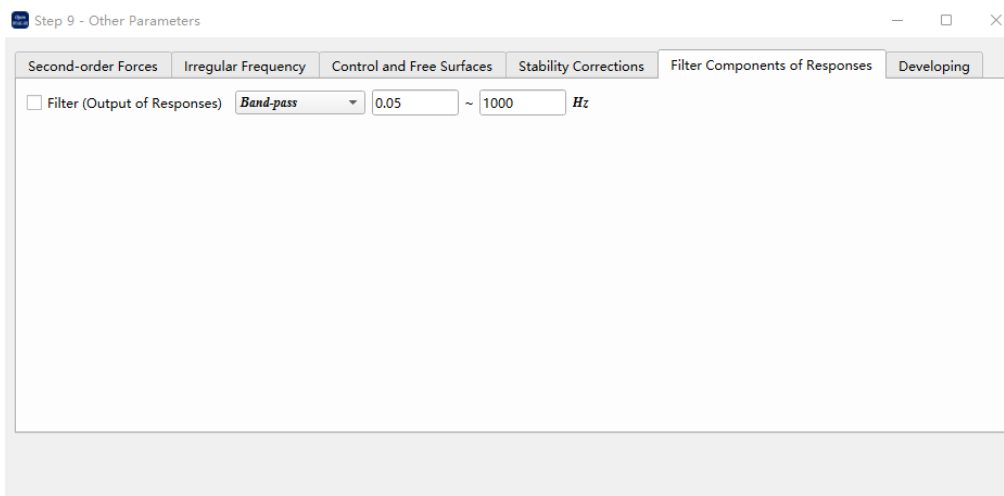 Step 9 - Other Parameters
Second-order Forces Irregular Frequency Control and Free Surfaces Stability Corrections Filter Components of Responses Developing
Filter (Output of Responses) Band-pass 0.05 ~ 1000 Hz